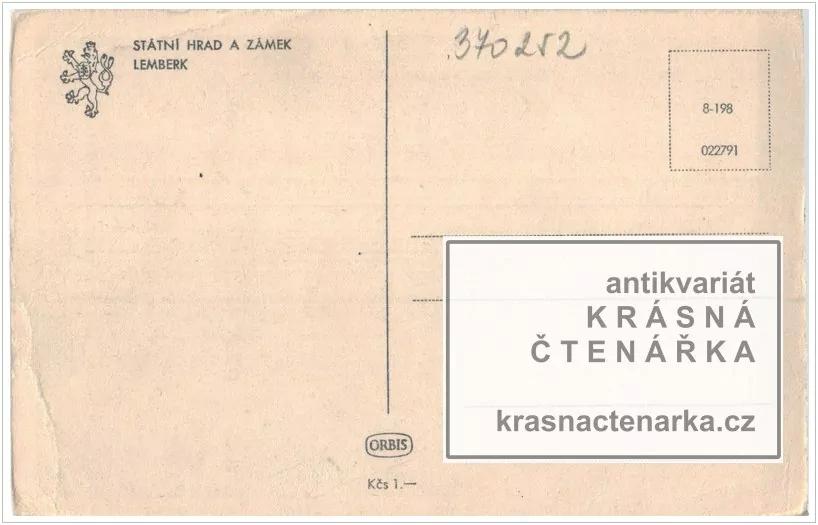 STÁTNÍ HRAD A ZÁMEK
LEMBERK
370252
8-198
022791
antikvariát
KRÁSNÁ
ČTENÁŘKA
krasnactenarka.cz
ORBIS
Kčs 1.—